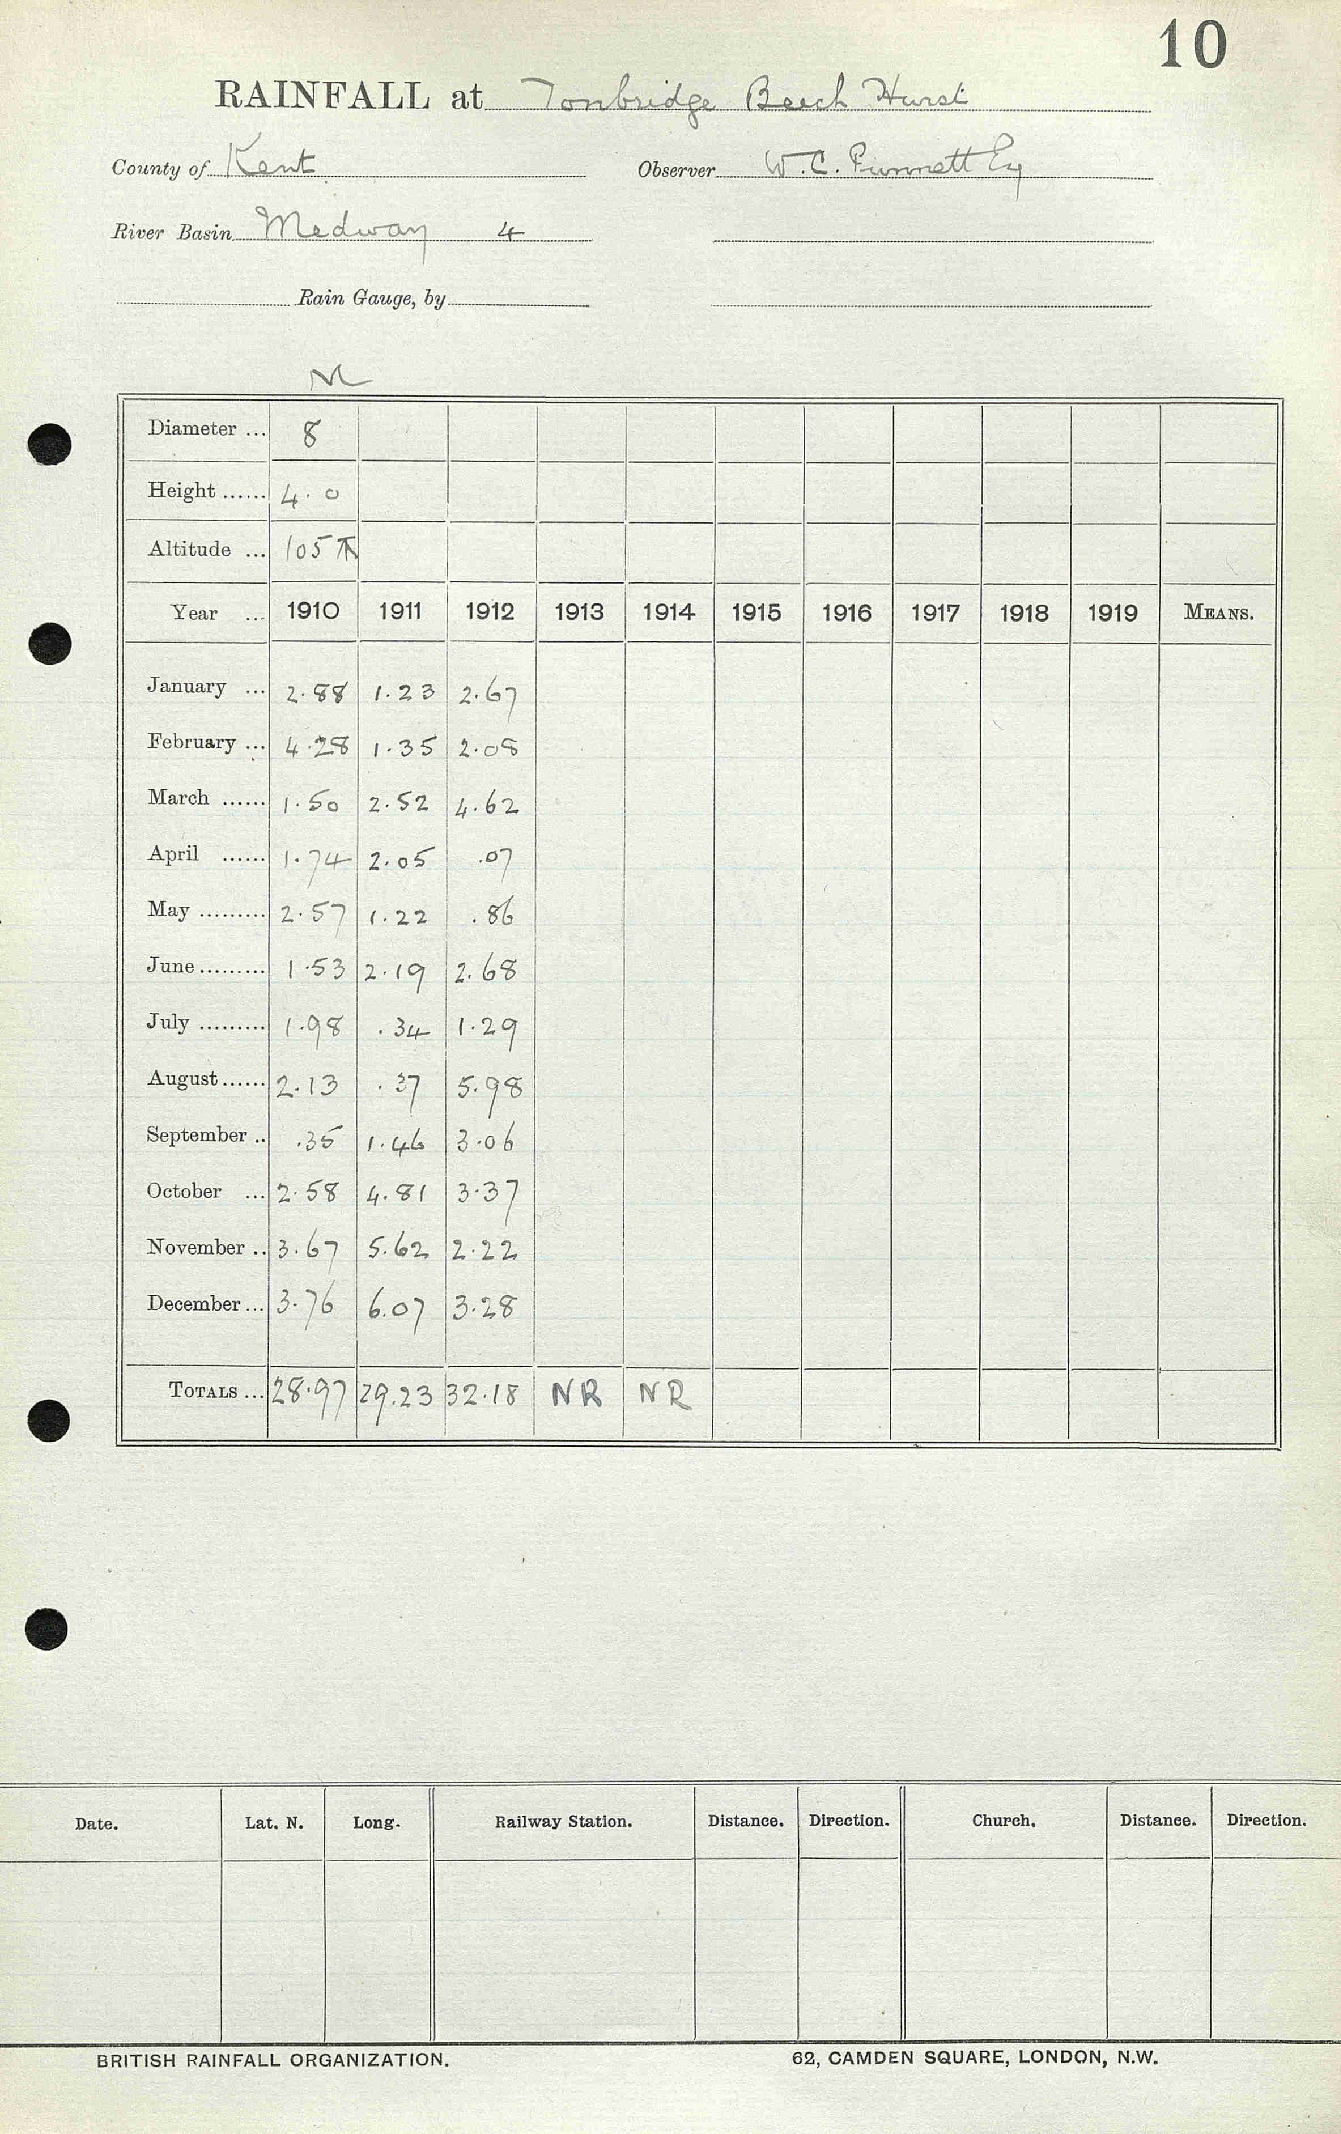 10
RAINFALL at Tonbridge Beech Hurst
County of Kent Observer W. C. Punnett Esq
River Basin Medway 4
Rain Gauge, by
M
Diameter ... 8
Height ...... 4.0
Altitude ... 105
Year ... 1910 1911 1912 1913 1914 1915 1916 1917 1918 1919 MEANS.
January ... 2.88 1.23 2.67
February ... 4.28 1.35 2.08
March ...... 1.50 2.52 4.62
April ...... 1.74 2.05 .07
May ......... 2.57 1.22 .86
June ......... 1.53 2.19 2.68
July ......... 1.98 .34 1.29
August ...... 2.13 .37 5.98
September .. .35 1.46 3.06
October ... 2.58 4.81 3.37
November .. 3.67 5.62 2.22
December ... 3.76 6.07 3.28
TOTALS ... 28.97 29.23 32.18 NR NR
Date. Lat. N. Long. Railway Station. Distance. Direction. Church. Distance. Direction.
BRITISH RAINFALL ORGANIZATION. 62, CAMDEN SQUARE, LONDON, N.W.